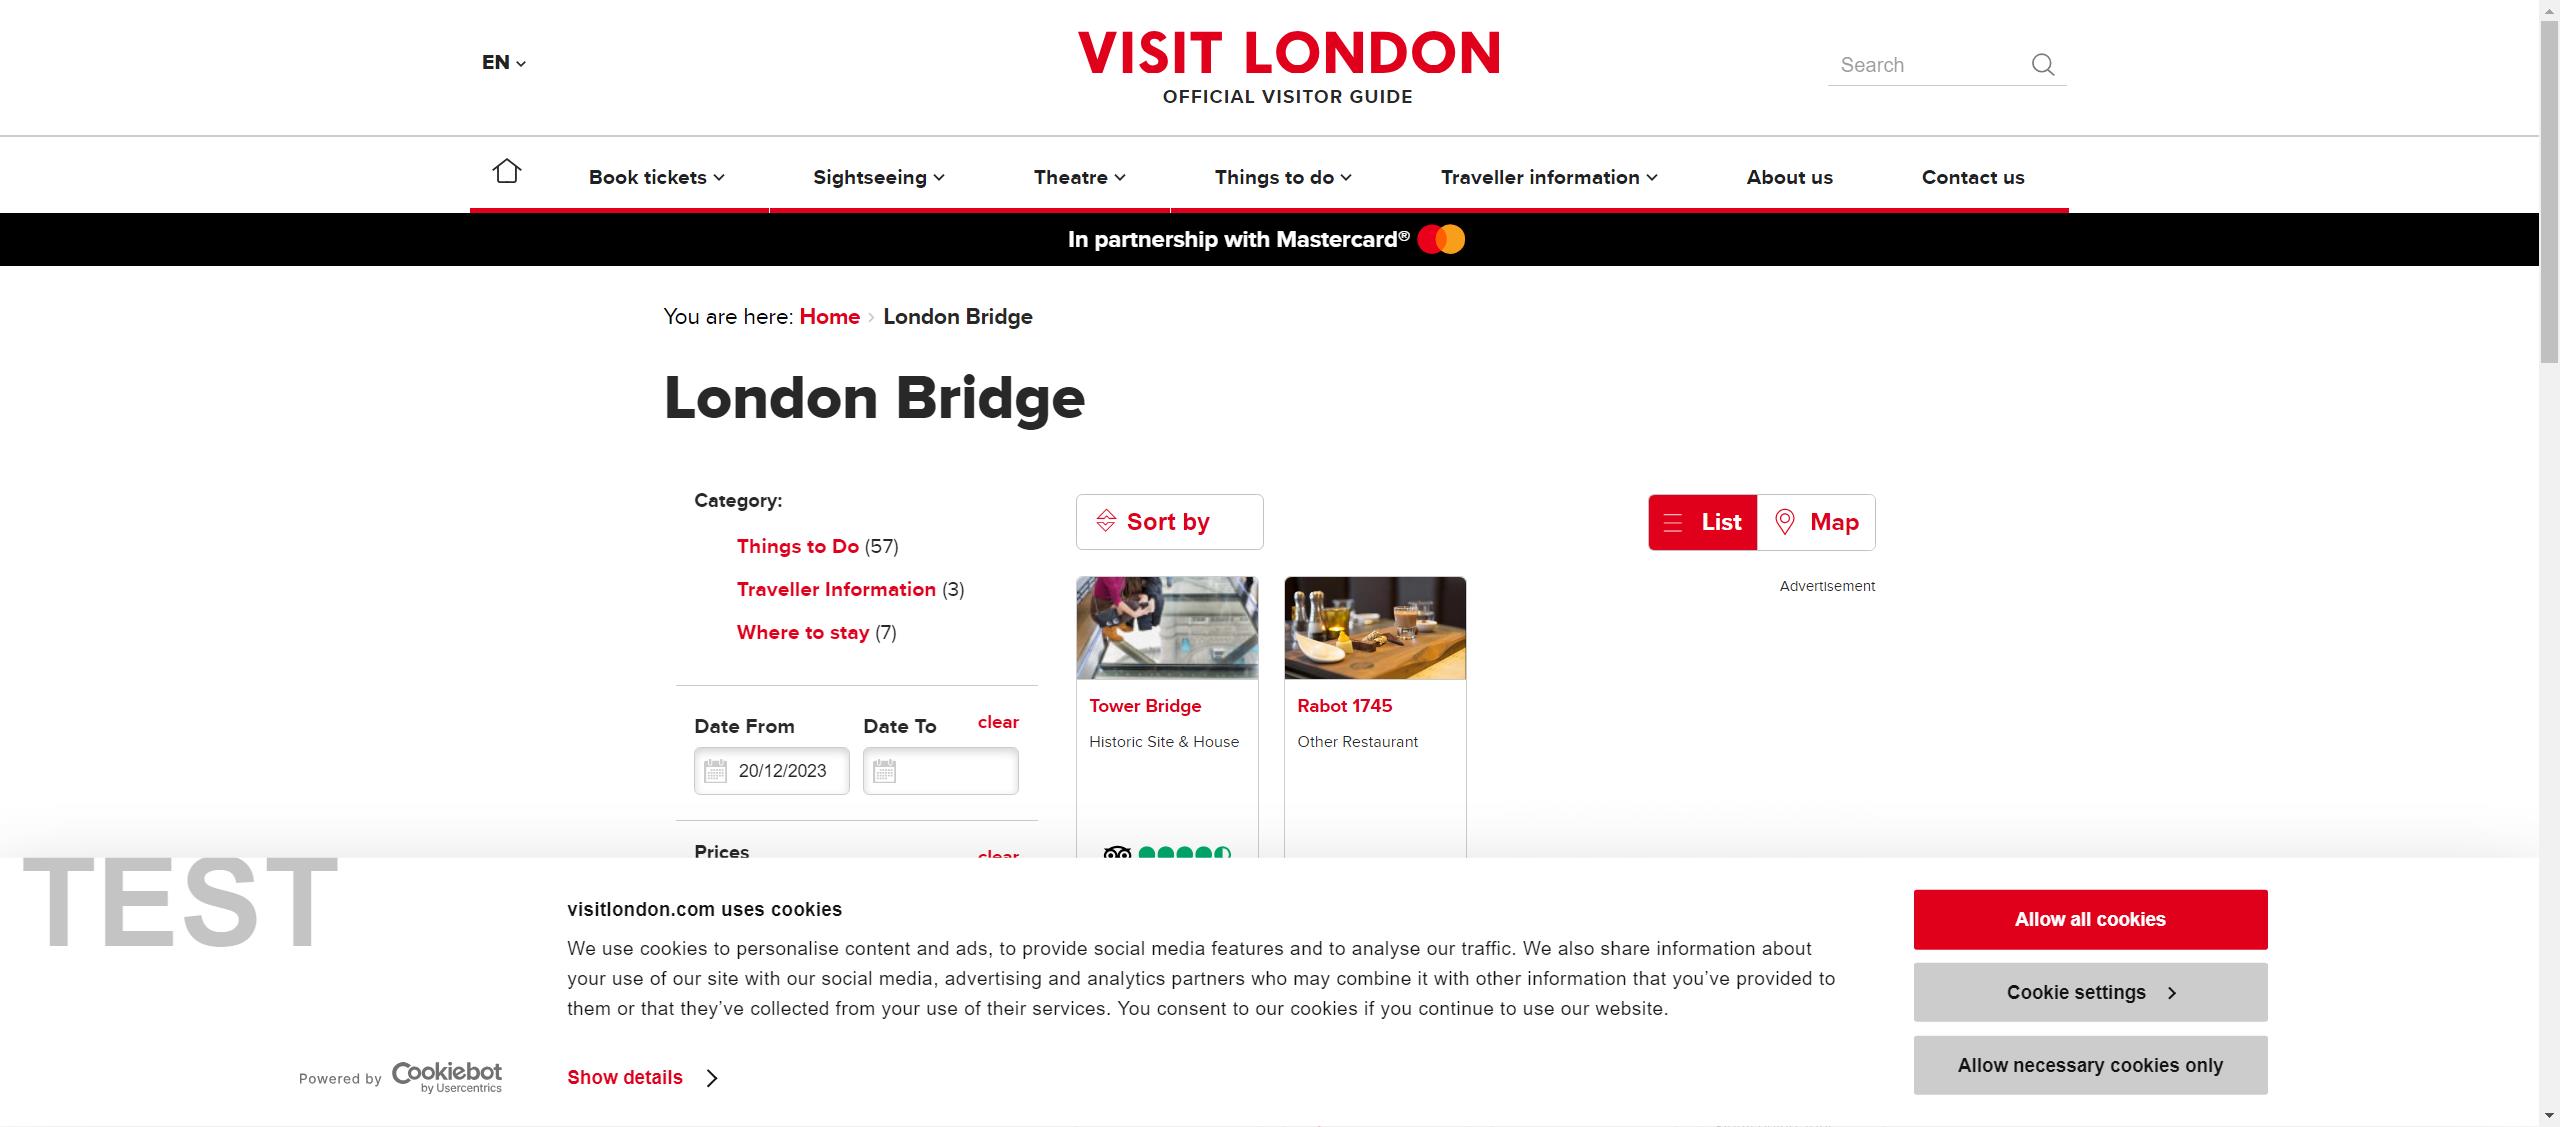 EN
VISIT LONDON
OFFICIAL VISITOR GUIDE
Search
Book tickets
Sightseeing
Theatre
Things to do
Traveller information
About us
Contact us
In partnership with Mastercard®
You are here: Home › London Bridge
London Bridge
Category:
Things to Do (57)
Traveller Information (3)
Where to stay (7)
Date From
Date To
clear
20/12/2023
Prices
clear
Sort by
List
Map
Advertisement
Tower Bridge
Historic Site & House
Rabot 1745
Other Restaurant
TEST
Powered by Cookiebot
by Usercentrics
visitlondon.com uses cookies
We use cookies to personalise content and ads, to provide social media features and to analyse our traffic. We also share information about
your use of our site with our social media, advertising and analytics partners who may combine it with other information that you’ve provided to
them or that they’ve collected from your use of their services. You consent to our cookies if you continue to use our website.
Show details
Allow all cookies
Cookie settings
Allow necessary cookies only